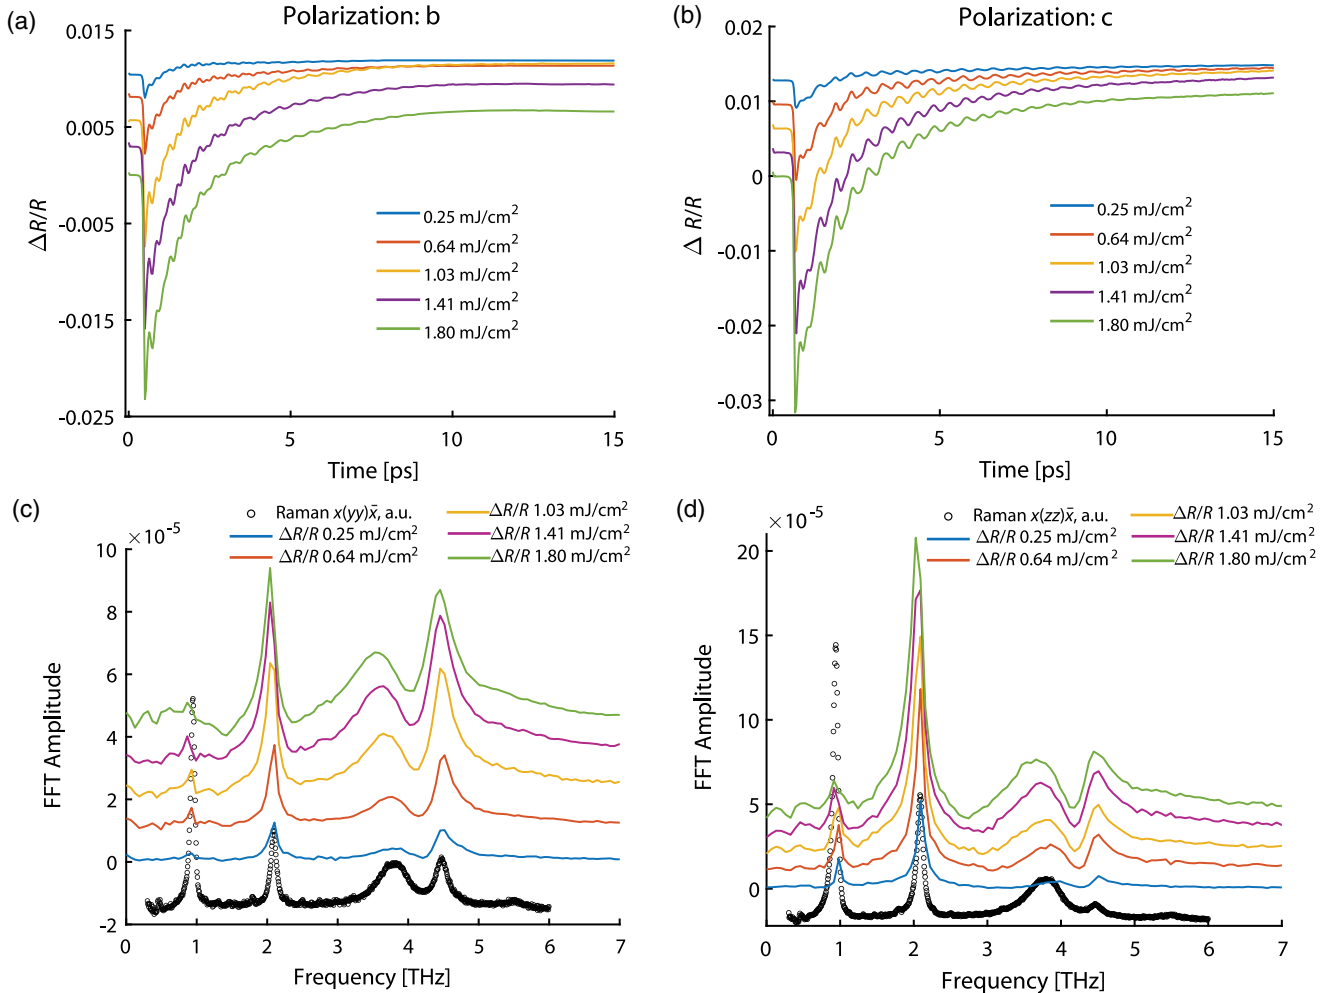 (a)
Polarization: b
0.015
0.005
-0.005
-0.015
-0.025
ΔR/R
0.25 mJ/cm²
0.64 mJ/cm²
1.03 mJ/cm²
1.41 mJ/cm²
1.80 mJ/cm²
0
5
10
15
Time [ps]
(b)
Polarization: c
0.02
0.01
0
-0.01
-0.02
-0.03
Δ R/R
0.25 mJ/cm²
0.64 mJ/cm²
1.03 mJ/cm²
1.41 mJ/cm²
1.80 mJ/cm²
0
5
10
15
Time [ps]
(c)
Raman x(yy)x̄, a.u.
ΔR/R 0.25 mJ/cm²
ΔR/R 0.64 mJ/cm²
ΔR/R 1.03 mJ/cm²
ΔR/R 1.41 mJ/cm²
ΔR/R 1.80 mJ/cm²
×10⁻⁵
10
8
6
4
2
0
-2
FFT Amplitude
0 1 2 3 4 5 6 7
Frequency [THz]
(d)
Raman x(zz)x̄, a.u.
ΔR/R 0.25 mJ/cm²
ΔR/R 0.64 mJ/cm²
ΔR/R 1.03 mJ/cm²
ΔR/R 1.41 mJ/cm²
ΔR/R 1.80 mJ/cm²
×10⁻⁵
20
15
10
5
0
FFT Amplitude
0 1 2 3 4 5 6 7
Frequency [THz]